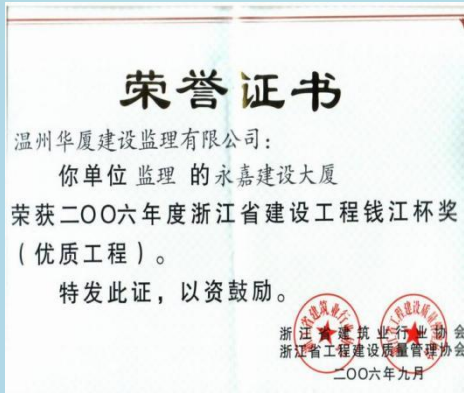 荣誉证书
温州华厦建设监理有限公司：
你单位 监理 的永嘉建设大厦
荣获二〇〇六年度浙江省建设工程钱江杯奖
（优质工程）。
特发此证，以资鼓励。
浙江省建筑业行业协会
浙江省工程建设质量管理协会
二〇〇六年九月